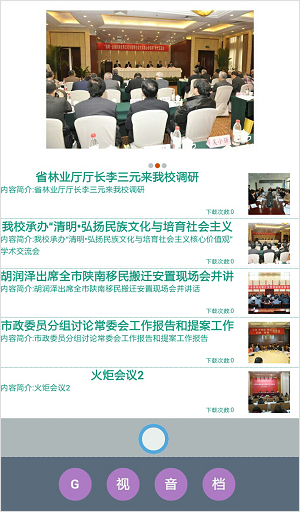 省林业厅厅长李三元来我校调研
内容简介:省林业厅厅长李三元来我校调研
下载次数:0
我校承办"清明•弘扬民族文化与培育社会主义
内容简介:我校承办"清明•弘扬民族文化与培育社会主义核心价值观"
学术交流会
下载次数:0
胡润泽出席全市陕南移民搬迁安置现场会并讲
内容简介:胡润泽出席全市陕南移民搬迁安置现场会并讲话
下载次数:0
市政委员分组讨论常委会工作报告和提案工作
内容简介:市政委员分组讨论常委会工作报告和提案工作报告
下载次数:0
火炬会议2
内容简介:火炬会议2
下载次数:0
G
视
音
档